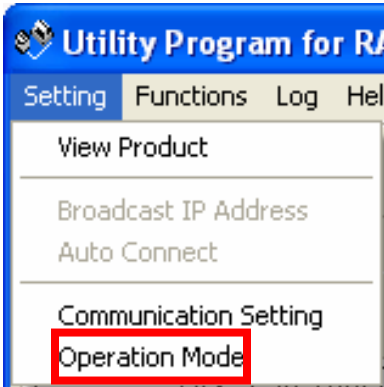 Utility Program for RA
Setting Functions Log Hel
View Product
Broadcast IP Address
Auto Connect
Communication Setting
Operation Mode